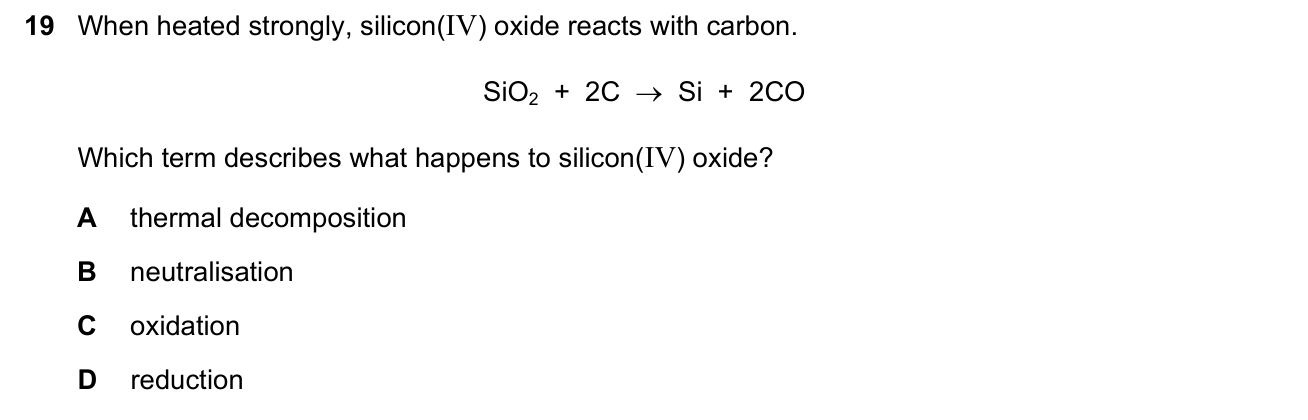 19 When heated strongly, silicon(IV) oxide reacts with carbon.
SiO₂ + 2C → Si + 2CO
Which term describes what happens to silicon(IV) oxide?
A thermal decomposition
B neutralisation
C oxidation
D reduction